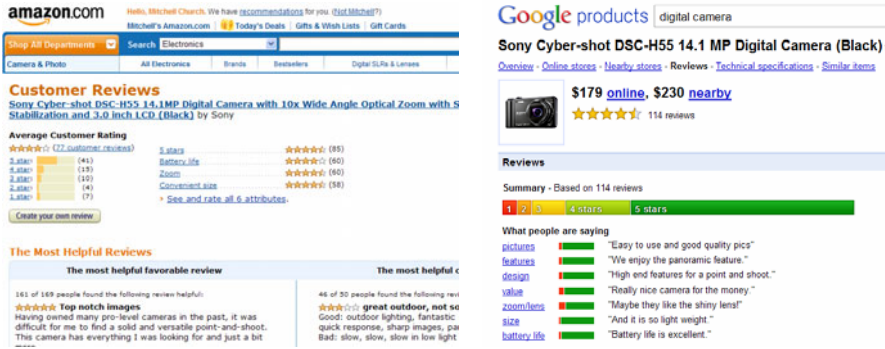 amazon.com
Hello, Mitchell Church. We have recommendations for you. (Not Mitchell?)
Mitchell's Amazon.com
Today's Deals
Gifts & Wish Lists
Gift Cards
Shop All Departments
Search
Electronics
Camera & Photo
All Electronics
Brands
Bestsellers
Digital SLRs & Lenses
Customer Reviews
Sony Cyber-shot DSC-H55 14.1MP Digital Camera with 10x Wide Angle Optical Zoom with S
Stabilization and 3.0 inch LCD (Black) by Sony
Average Customer Rating
(77 customer reviews)
5 star: (41)
4 star: (15)
3 star: (10)
2 star: (4)
1 star: (7)
5 stars (85)
Battery life (60)
Zoom (60)
Convenient size (58)
› See and rate all 6 attributes.
Create your own review
The Most Helpful Reviews
The most helpful favorable review
The most helpful c
161 of 169 people found the following review helpful:
Top notch images
Having owned many pro-level cameras in the past, it was
difficult for me to find a solid and versatile point-and-shoot.
This camera has everything I was looking for and just a bit
46 of 50 people found the following revi
great outdoor, not so
Good: outdoor lighting, fantastic
quick response, sharp images, pa
Bad: slow, slow, slow in low light
Google products
digital camera
Sony Cyber-shot DSC-H55 14.1 MP Digital Camera (Black)
Overview - Online stores - Nearby stores - Reviews - Technical specifications - Similar items
$179 online, $230 nearby
114 reviews
Reviews
Summary - Based on 114 reviews
1 2 3 4 stars 5 stars
What people are saying
pictures "Easy to use and good quality pics"
features "We enjoy the panoramic feature."
design "High end features for a point and shoot."
value "Really nice camera for the money."
zoom/lens "Maybe they like the shiny lens!"
size "And it is so light weight."
battery life "Battery life is excellent."